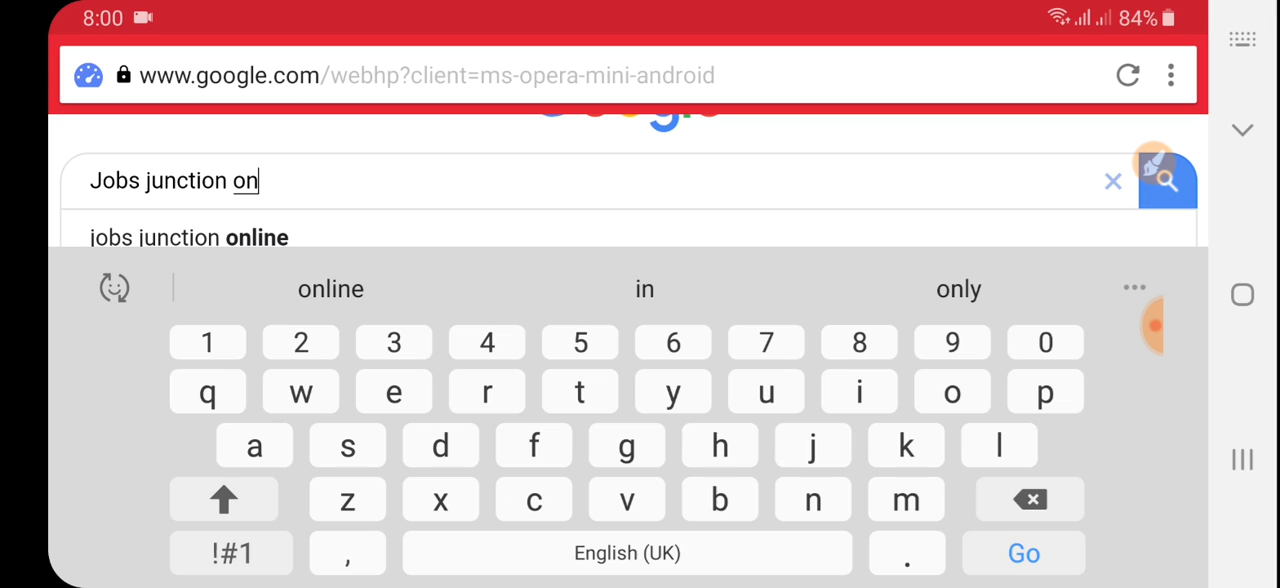 8:00 84%
www.google.com/webhp?client=ms-opera-mini-android
Google
Jobs junction on
jobs junction online
online in only
1 2 3 4 5 6 7 8 9 0
q w e r t y u i o p
a s d f g h j k l
z x c v b n m
!#1 , English (UK) . Go